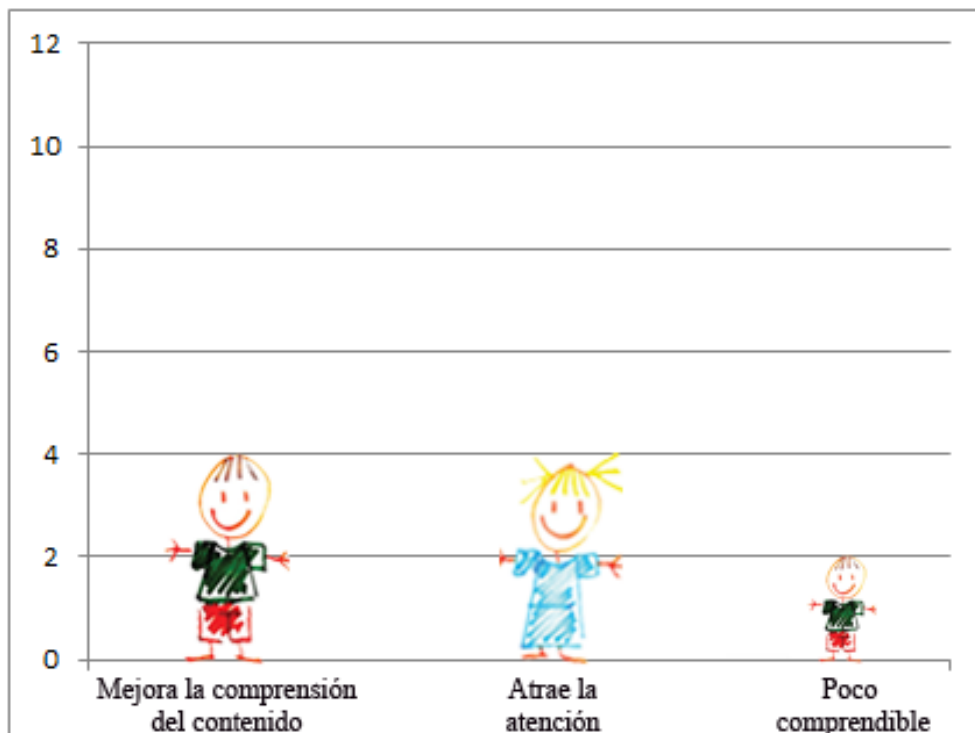 12
10
8
6
4
2
0
Mejora la comprensión
del contenido
Atrae la
atención
Poco
comprendible